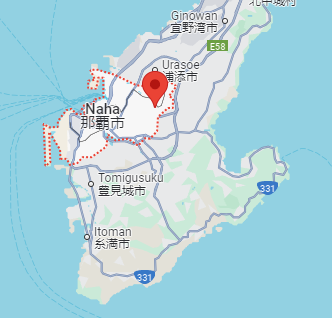 北中城村
Ginowan
宜野湾市
E58
Urasoe
浦添市
Naha
那覇市
Tomigusuku
豊見城市
331
Itoman
糸満市
331